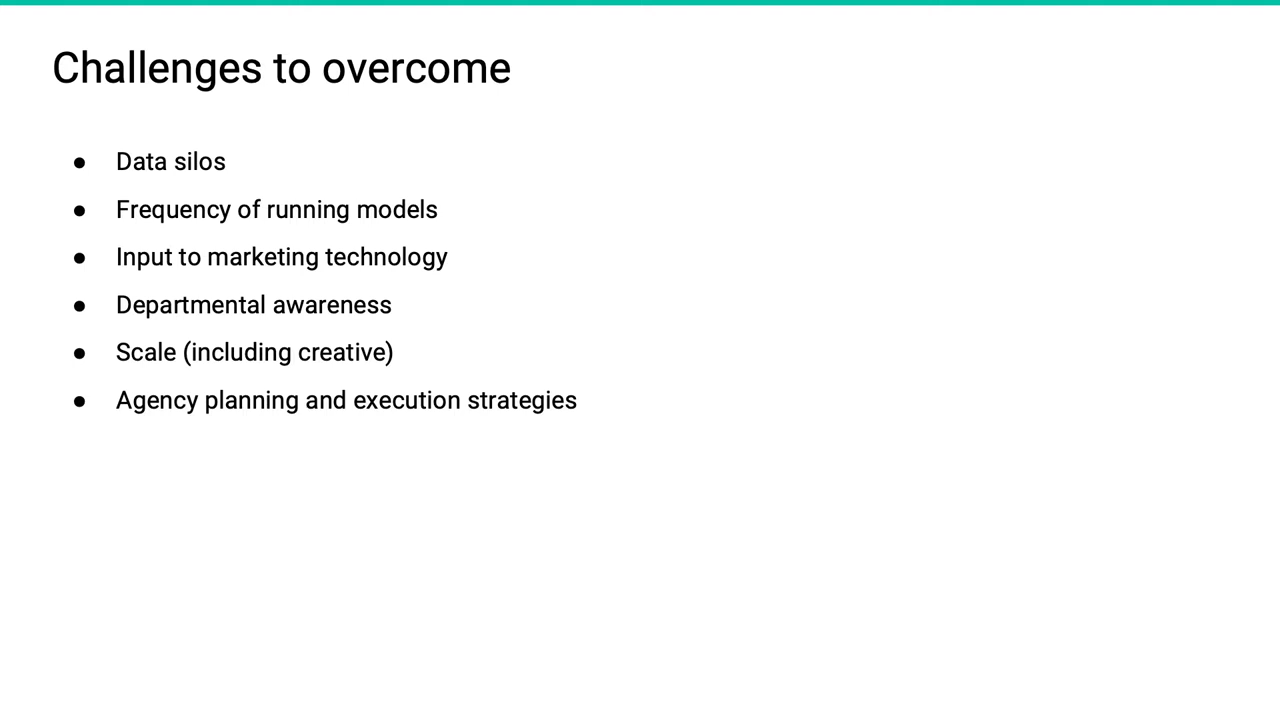 Challenges to overcome
● Data silos
● Frequency of running models
● Input to marketing technology
● Departmental awareness
● Scale (including creative)
● Agency planning and execution strategies